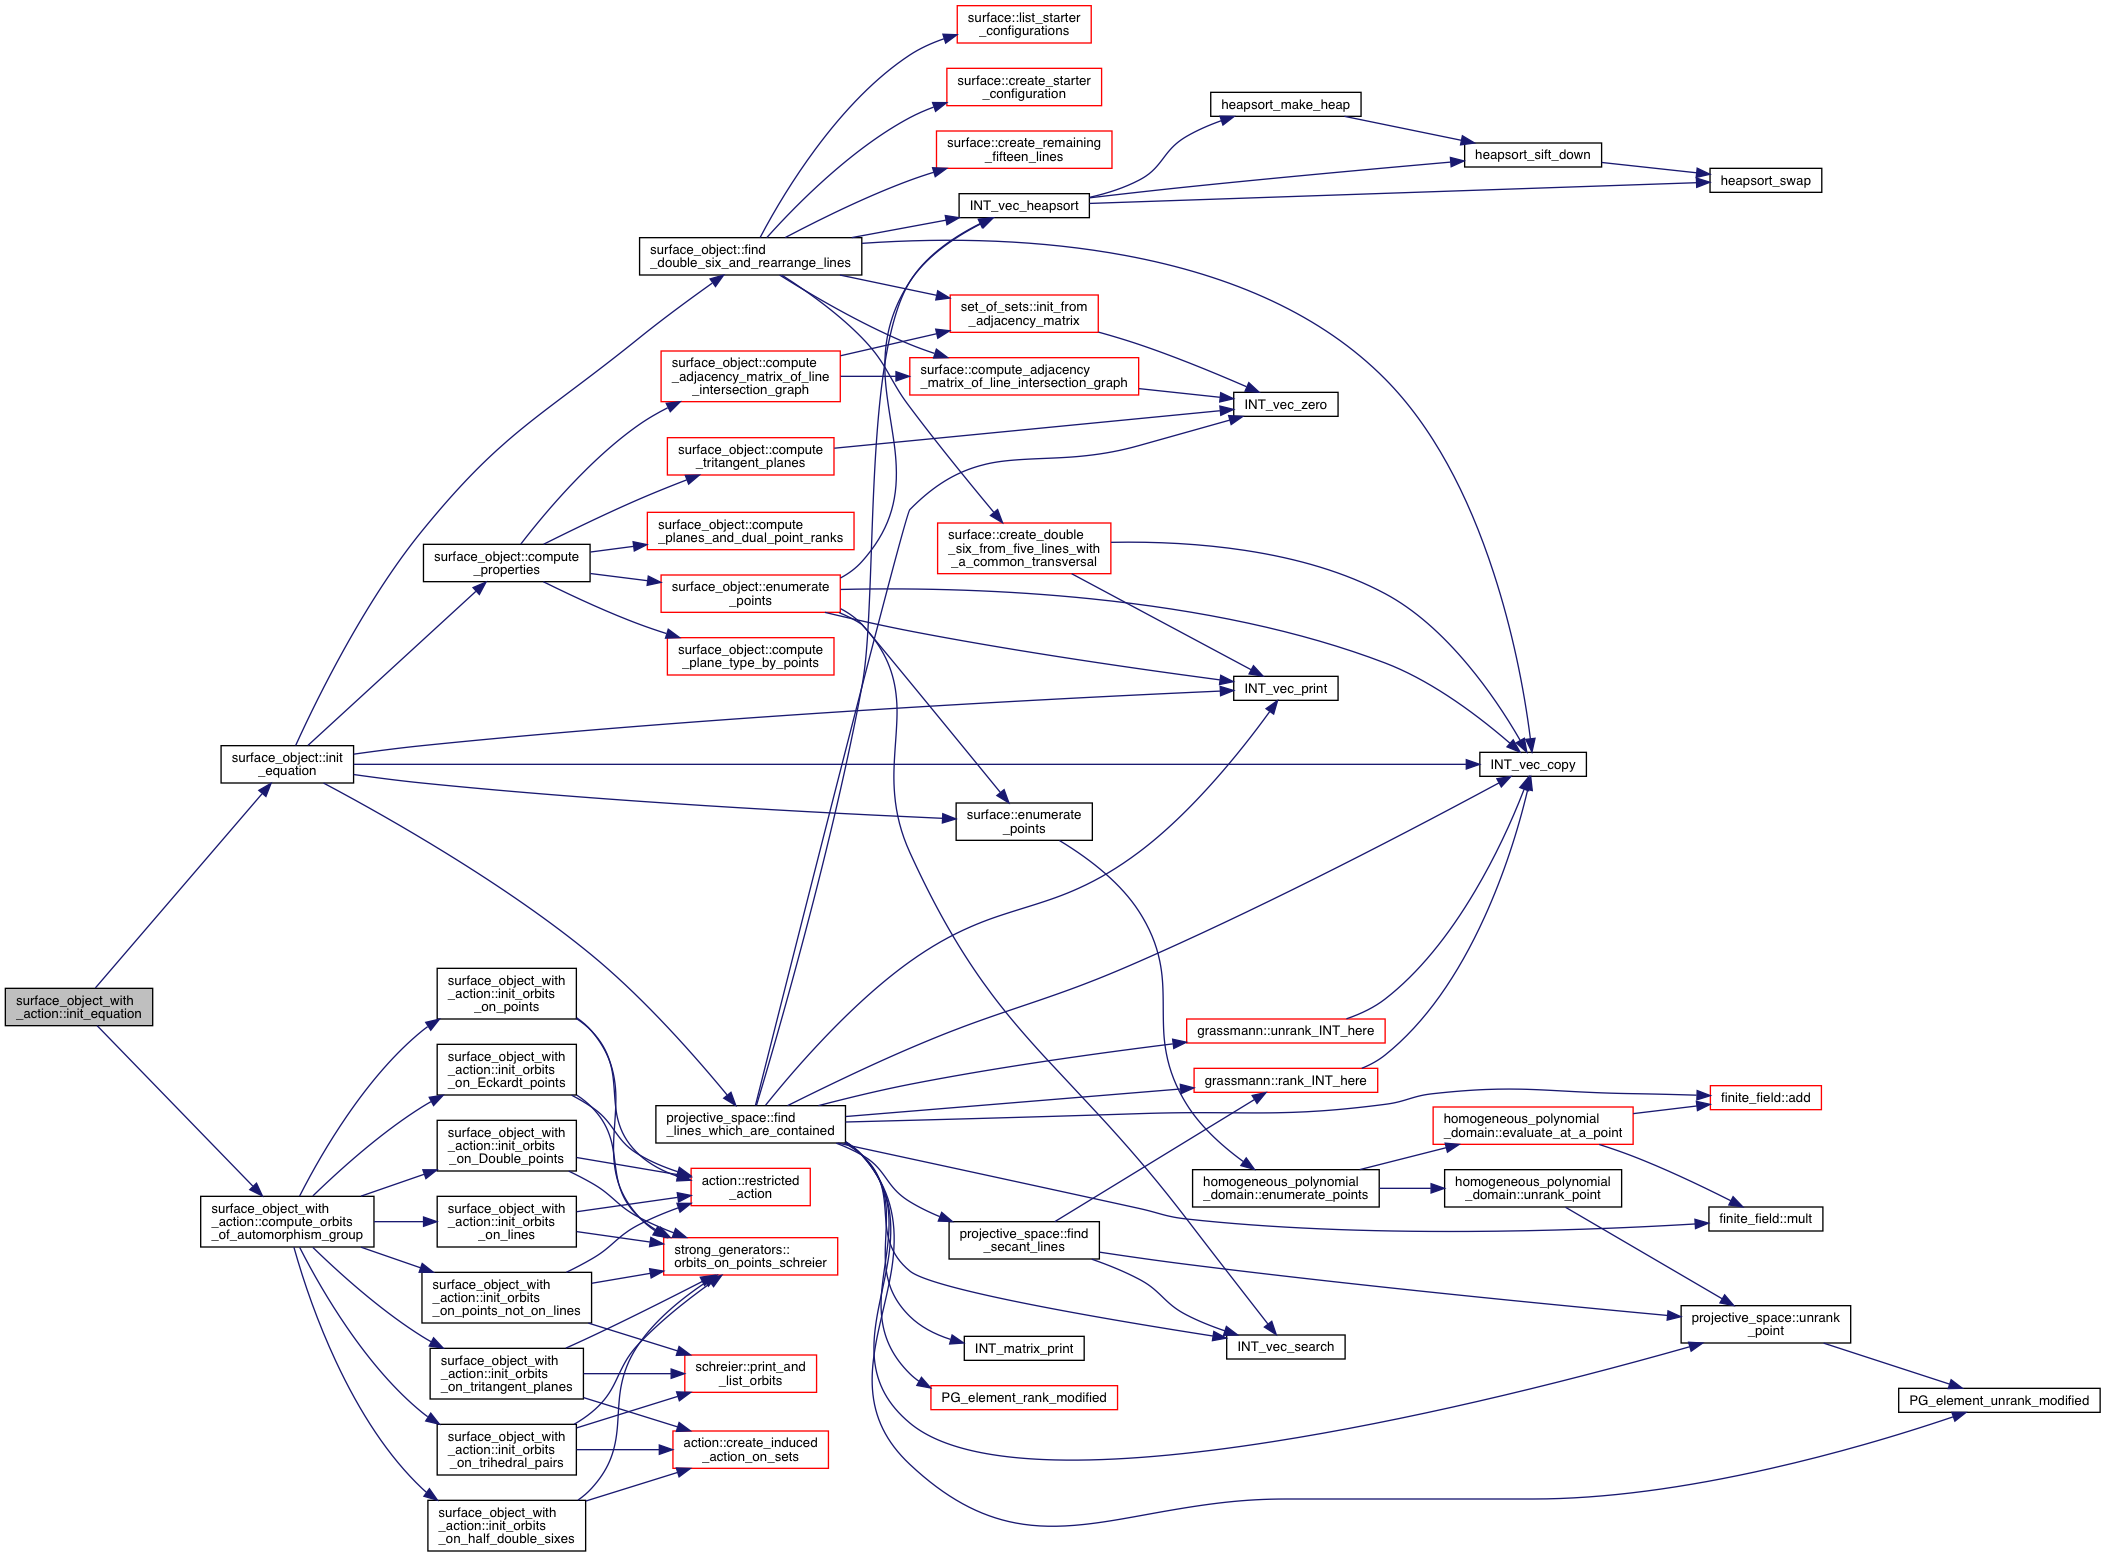 surface_object_with
_action::init_equation
surface_object::init
_equation
surface_object_with
_action::compute_orbits
_of_automorphism_group
surface_object::compute
_properties
surface_object_with
_action::init_orbits
_on_points
surface_object_with
_action::init_orbits
_on_Eckardt_points
surface_object_with
_action::init_orbits
_on_Double_points
surface_object_with
_action::init_orbits
_on_lines
surface_object_with
_action::init_orbits
_on_points_not_on_lines
surface_object_with
_action::init_orbits
_on_tritangent_planes
surface_object_with
_action::init_orbits
_on_trihedral_pairs
surface_object_with
_action::init_orbits
_on_half_double_sixes
surface_object::find
_double_six_and_rearrange_lines
surface_object::compute
_adjacency_matrix_of_line
_intersection_graph
surface_object::compute
_tritangent_planes
surface_object::compute
_planes_and_dual_point_ranks
surface_object::enumerate
_points
surface_object::compute
_plane_type_by_points
projective_space::find
_lines_which_are_contained
action::restricted
_action
strong_generators::
orbits_on_points_schreier
schreier::print_and
_list_orbits
action::create_induced
_action_on_sets
surface::list_starter
_configurations
surface::create_starter
_configuration
surface::create_remaining
_fifteen_lines
INT_vec_heapsort
set_of_sets::init_from
_adjacency_matrix
surface::compute_adjacency
_matrix_of_line_intersection_graph
surface::create_double
_six_from_five_lines_with
_a_common_transversal
surface::enumerate
_points
projective_space::find
_secant_lines
INT_matrix_print
PG_element_rank_modified
heapsort_make_heap
INT_vec_zero
INT_vec_print
grassmann::unrank_INT_here
grassmann::rank_INT_here
homogeneous_polynomial
_domain::enumerate_points
INT_vec_search
heapsort_sift_down
INT_vec_copy
homogeneous_polynomial
_domain::evaluate_at_a_point
homogeneous_polynomial
_domain::unrank_point
heapsort_swap
finite_field::add
finite_field::mult
projective_space::unrank
_point
PG_element_unrank_modified